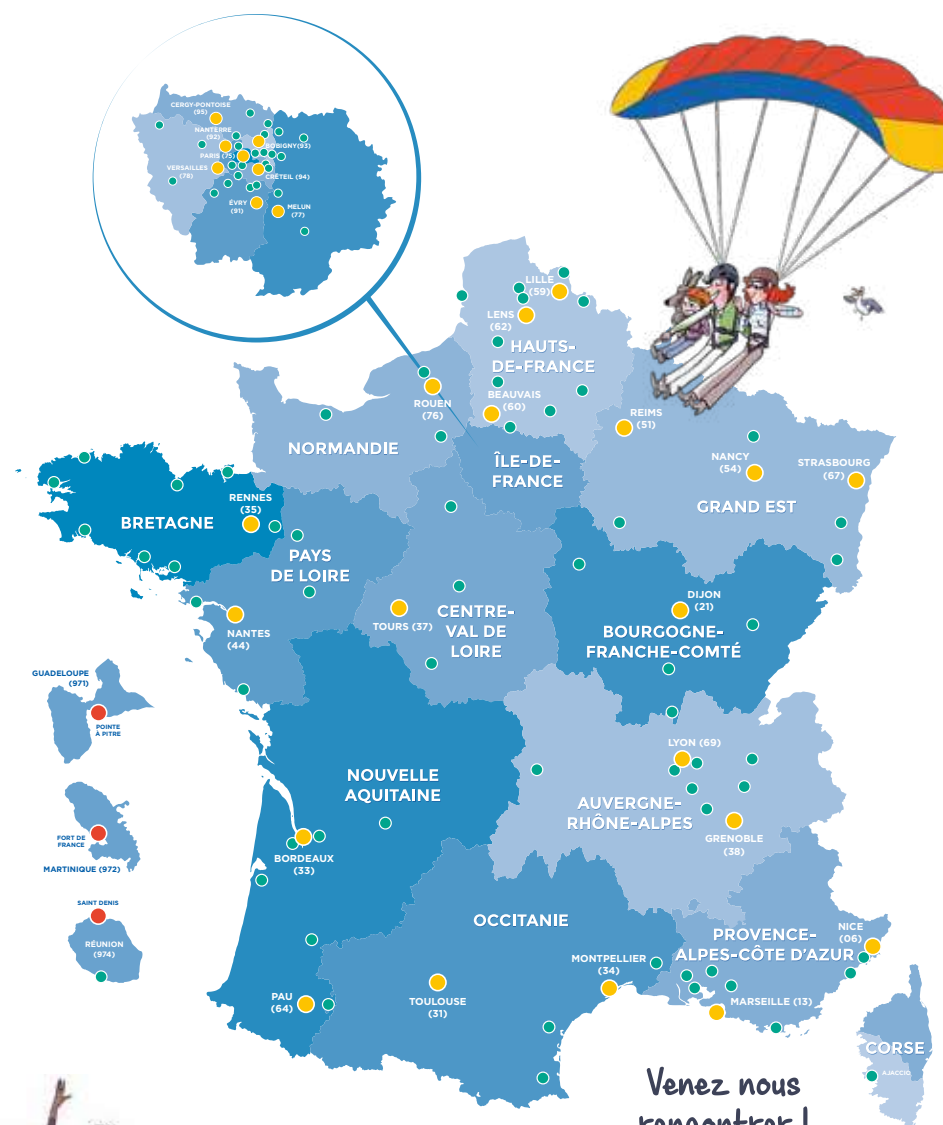 CERGY-PONTOISE
(95)
NANTERRE
(92)
BOBIGNY(93)
PARIS (75)
VERSAILLES
(78)
CRÉTEIL (94)
ÉVRY
(91)
MELUN
(77)
LILLE
(59)
LENS
(62)
HAUTS-
DE-FRANCE
BEAUVAIS
(60)
ROUEN
(76)
REIMS
(51)
NORMANDIE
ÎLE-DE-
FRANCE
NANCY
(54)
STRASBOURG
(67)
GRAND EST
RENNES
(35)
BRETAGNE
PAYS
DE LOIRE
DIJON
(21)
TOURS (37)
CENTRE-
VAL DE
LOIRE
BOURGOGNE-
FRANCHE-COMTÉ
NANTES
(44)
GUADELOUPE
(971)
POINTE
À PITRE
LYON (69)
NOUVELLE
AQUITAINE
AUVERGNE-
RHÔNE-ALPES
GRENOBLE
(38)
FORT DE
FRANCE
MARTINIQUE (972)
BORDEAUX
(33)
SAINT DENIS
RÉUNION
(974)
OCCITANIE
PROVENCE-
ALPES-CÔTE D'AZUR
NICE
(06)
MONTPELLIER
(34)
PAU
(64)
TOULOUSE
(31)
MARSEILLE (13)
CORSE
AJACCIO
Venez nous
rencontrer !